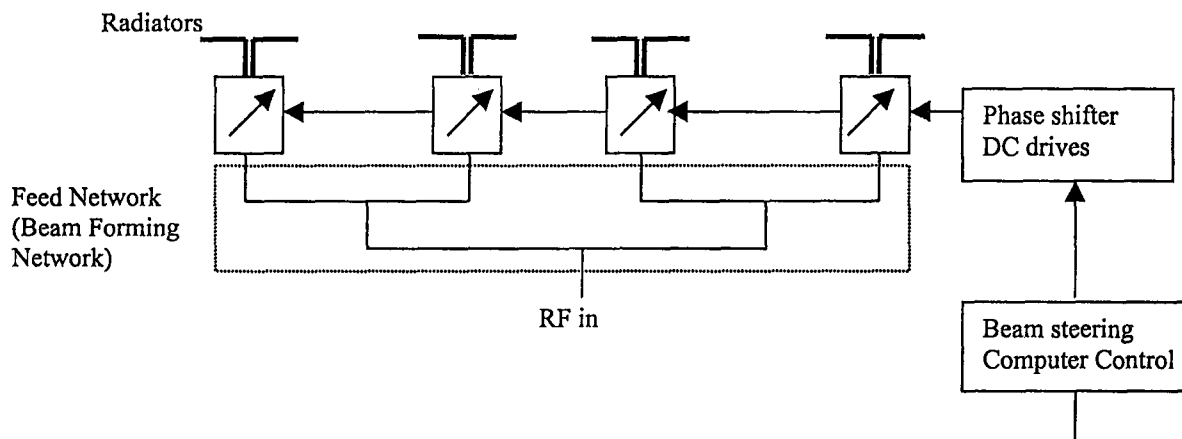 Radiators
Phase shifter
DC drives
Feed Network
(Beam Forming
Network)
RF in
Beam steering
Computer Control